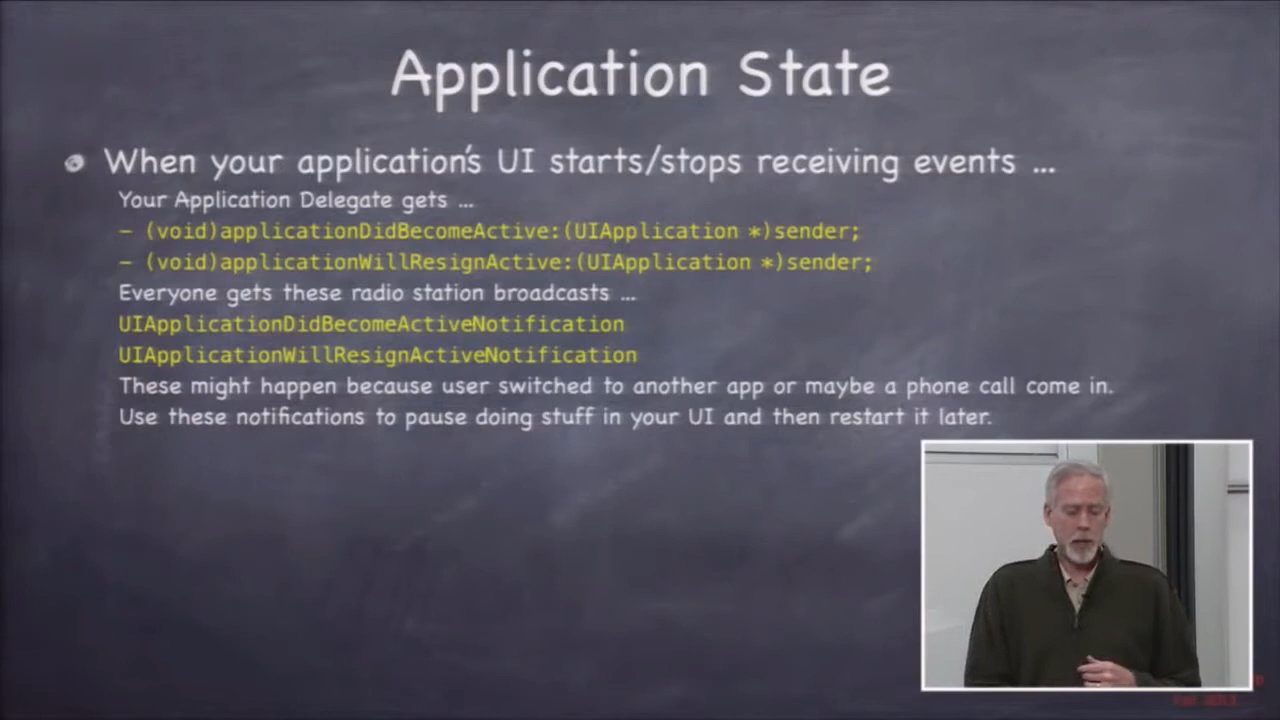 Application State
When your application's UI starts/stops receiving events ...
Your Application Delegate gets ...
- (void)applicationDidBecomeActive:(UIApplication *)sender;
- (void)applicationWillResignActive:(UIApplication *)sender;
Everyone gets these radio station broadcasts ...
UIApplicationDidBecomeActiveNotification
UIApplicationWillResignActiveNotification
These might happen because user switched to another app or maybe a phone call come in.
Use these notifications to pause doing stuff in your UI and then restart it later.